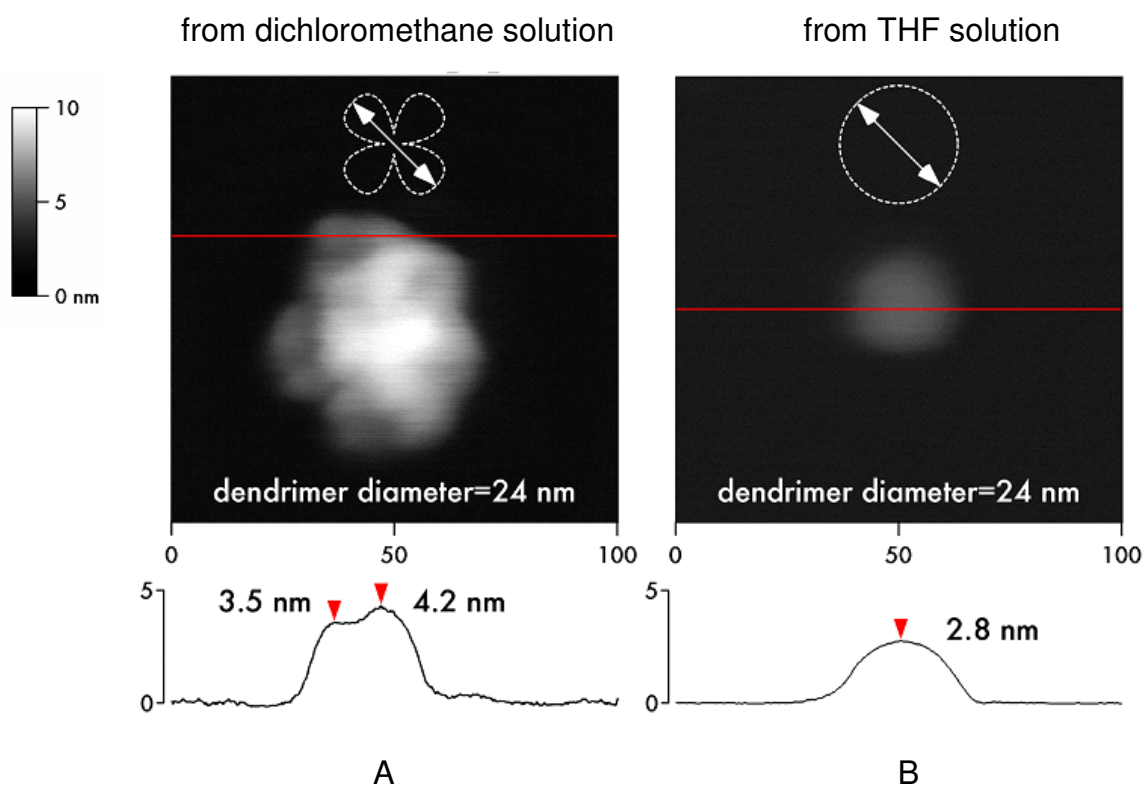 from dichloromethane solution
from THF solution
10
5
0 nm
dendrimer diameter=24 nm
dendrimer diameter=24 nm
0
50
100
0
50
100
5
3.5 nm
4.2 nm
0
5
2.8 nm
0
A
B